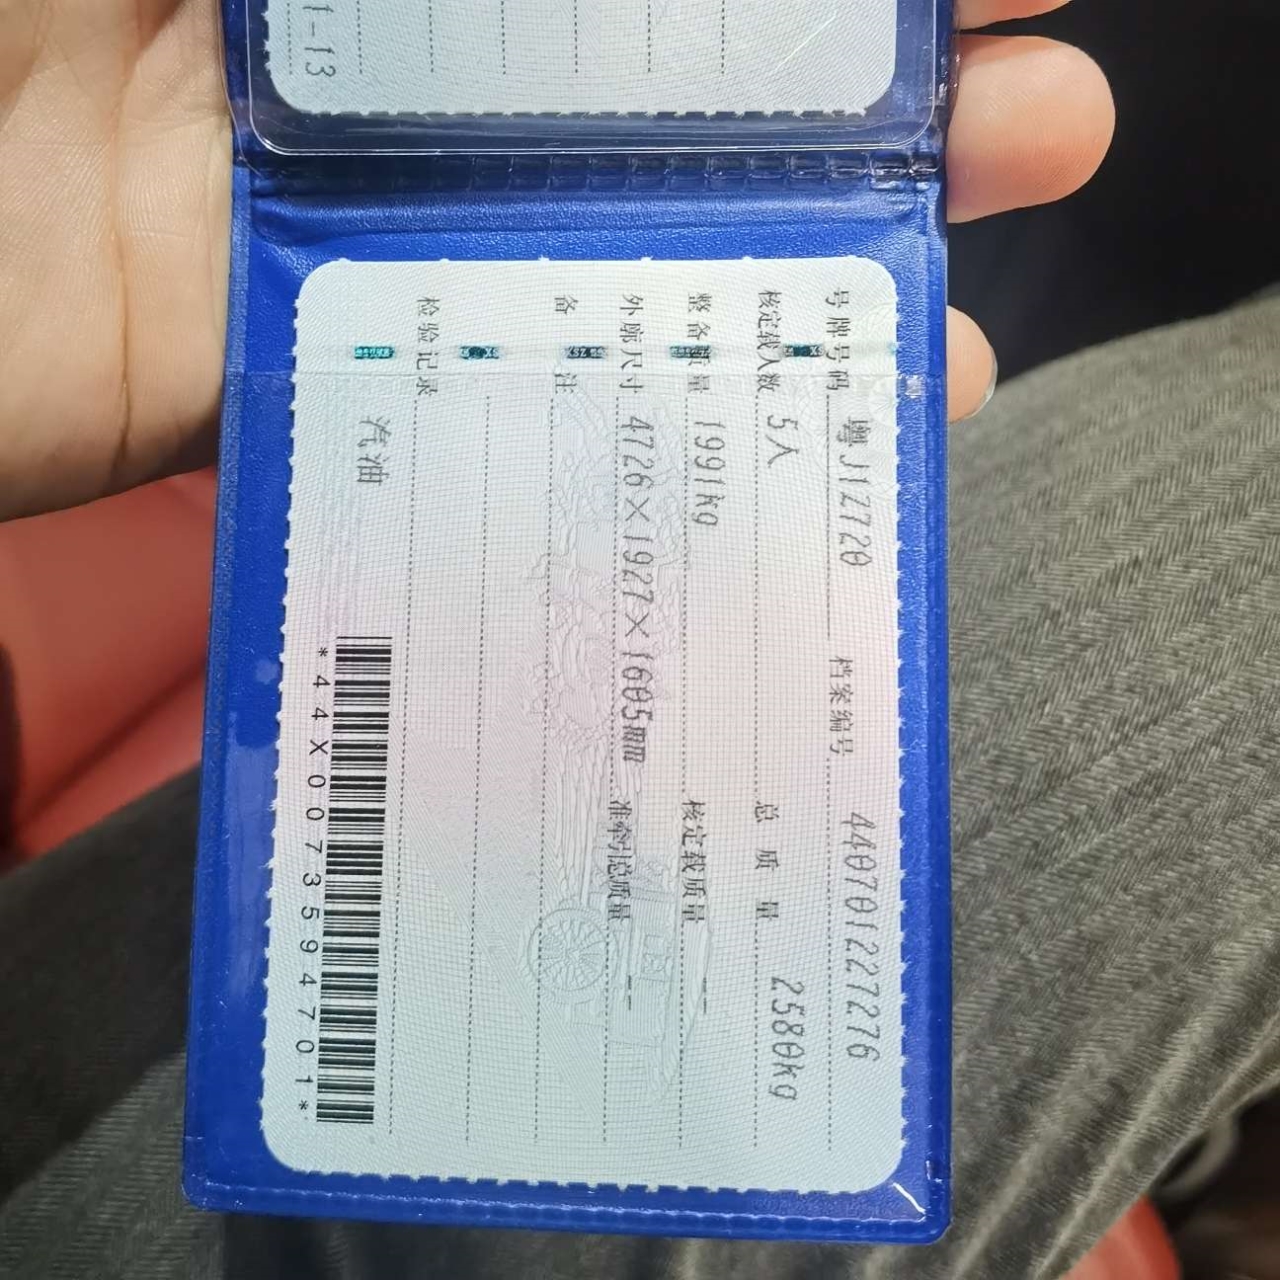 1-13
号牌号码 粤J1Z720 档案编号 440701227276
核定载人数 5人 总质量 2580kg
整备质量 1991kg 核定载质量 --
外廓尺寸 4726×1927×1605mm 准牵引总质量 --
备注
检验记录
汽油
*44X0073594701*